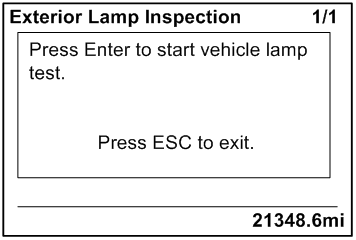 Exterior Lamp Inspection 1/1
Press Enter to start vehicle lamp
test.
Press ESC to exit.
21348.6mi